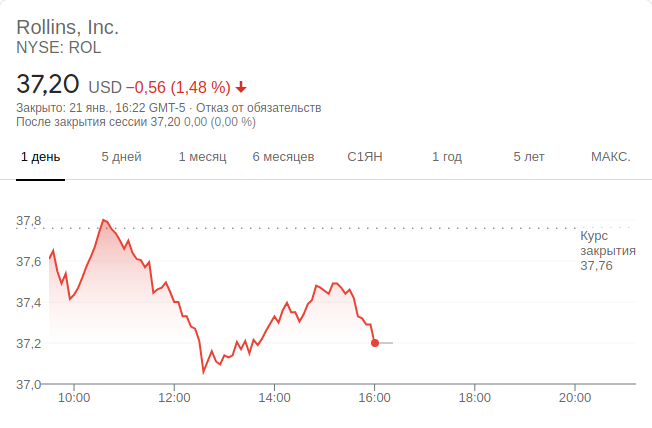 Rollins, Inc.
NYSE: ROL
37,20 USD −0,56 (1,48 %)
Закрыто: 21 янв., 16:22 GMT-5 · Отказ от обязательств
После закрытия сессии 37,20 0,00 (0,00 %)
1 день 5 дней 1 месяц 6 месяцев С1ЯН 1 год 5 лет МАКС.
37,8
Курс
закрытия
37,76
37,6
37,4
37,2
37,0
10:00 12:00 14:00 16:00 18:00 20:00